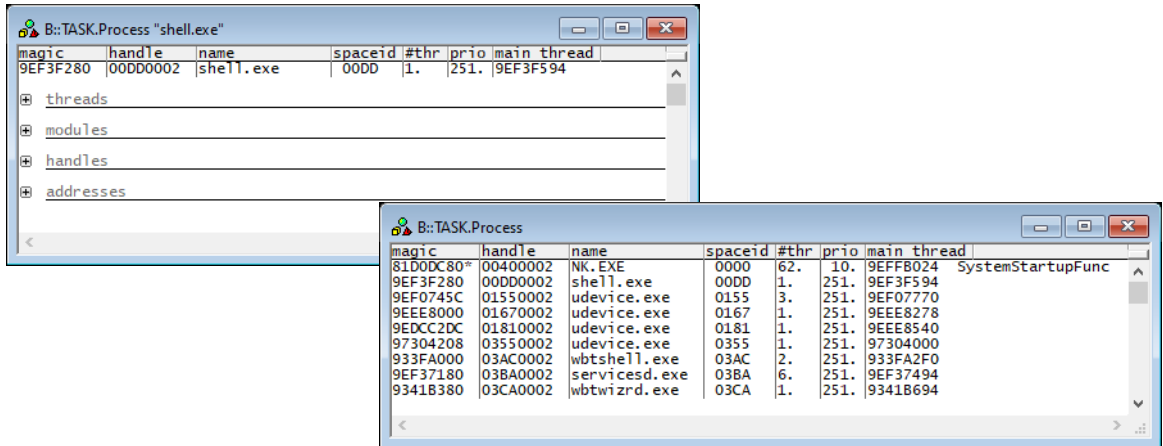 B::TASK.Process "shell.exe"
magic handle name spaceid #thr prio main thread
9EF3F280 00DD0002 shell.exe 00DD 1. 251. 9EF3F594
threads
modules
handles
addresses
B::TASK.Process
magic handle name spaceid #thr prio main thread
81D0DC80* 00400002 NK.EXE 0000 62. 10. 9EFFB024 SystemStartupFunc
9EF3F280 00DD0002 shell.exe 00DD 1. 251. 9EF3F594
9EF0745C 01550002 udevice.exe 0155 3. 251. 9EF07770
9EEE8000 01670002 udevice.exe 0167 1. 251. 9EEE8278
9EDCC2DC 01810002 udevice.exe 0181 1. 251. 9EEE8540
97304208 03550002 udevice.exe 0355 1. 251. 97304000
933FA000 03AC0002 wbtshell.exe 03AC 2. 251. 933FA2F0
9EF37180 03BA0002 servicesd.exe 03BA 6. 251. 9EF37494
9341B380 03CA0002 wbtwizrd.exe 03CA 1. 251. 9341B694